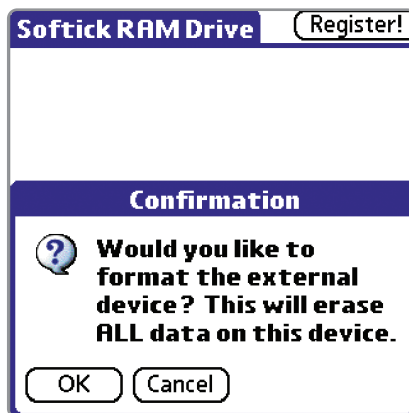 Softick RAM Drive Register!
Confirmation
Would you like to
format the external
device? This will erase
ALL data on this device.
OK Cancel